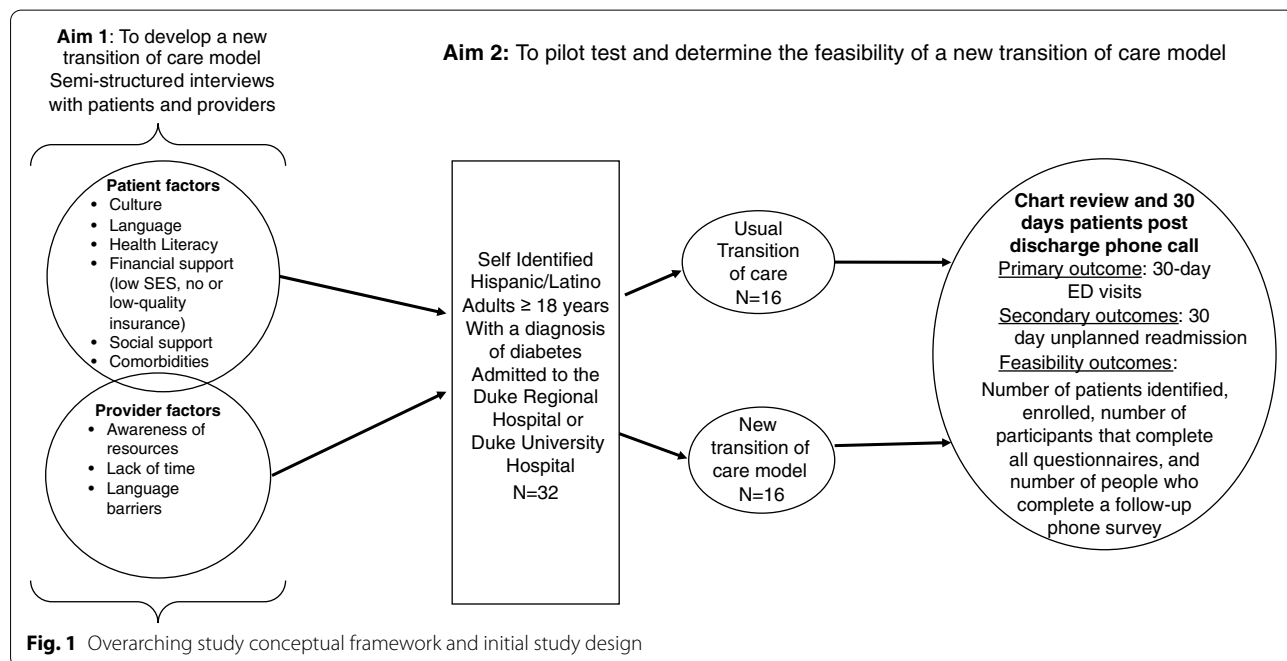 Aim 1: To develop a new
transition of care model
Semi-structured interviews
with patients and providers
Aim 2: To pilot test and determine the feasibility of a new transition of care model
Patient factors
• Culture
• Language
• Health Literacy
• Financial support
(low SES, no or
low-quality
insurance)
• Social support
• Comorbidities
Provider factors
• Awareness of
resources
• Lack of time
• Language
barriers
Self Identified
Hispanic/Latino
Adults ≥ 18 years
With a diagnosis
of diabetes
Admitted to the
Duke Regional
Hospital or
Duke University
Hospital
N=32
Usual
Transition
of care
N=16
New
transition of
care model
N=16
Chart review and 30
days patients post
discharge phone call
Primary outcome: 30-day
ED visits
Secondary outcomes: 30
day unplanned readmission
Feasibility outcomes:
Number of patients identified,
enrolled, number of
participants that complete
all questionnaires, and
number of people who
complete a follow-up
phone survey
Fig. 1 Overarching study conceptual framework and initial study design